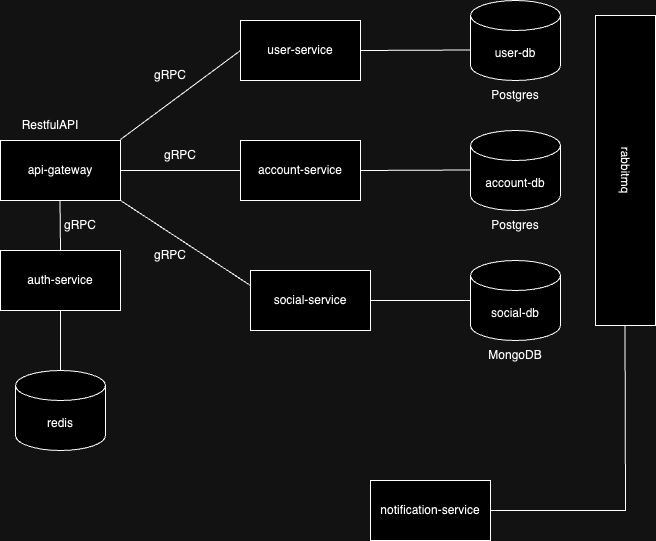 user-service
user-db
gRPC
Postgres
RestfulAPI
api-gateway
gRPC
account-service
account-db
rabbitmq
Postgres
gRPC
gRPC
auth-service
social-service
social-db
MongoDB
redis
notification-service